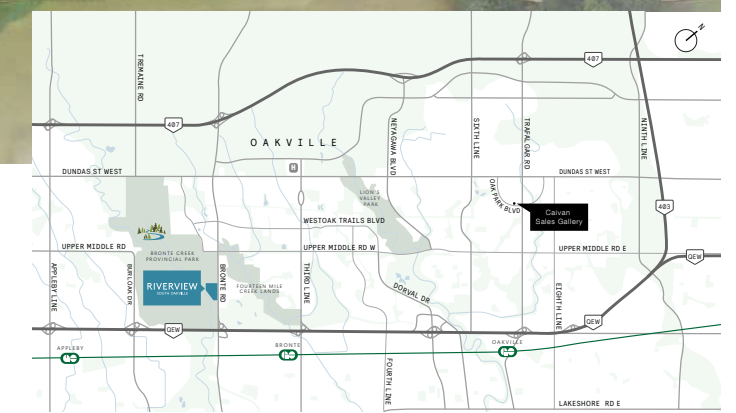 N
407
TREMAINE RD
407
OAKVILLE
NEYAGAWA BLVD
SIXTH LINE
TRAFALGAR RD
NINTH LINE
H
DUNDAS ST WEST
DUNDAS ST WEST
LION'S
VALLEY
PARK
OAK PARK BLVD
Caivan
Sales Gallery
403
WESTOAK TRAILS BLVD
UPPER MIDDLE RD
UPPER MIDDLE RD W
UPPER MIDDLE RD E
BRONTE CREEK
PROVINCIAL PARK
QEW
APPLEBY LINE
BURLOAK DR
RIVERVIEW
SOUTH OAKVILLE
BRONTE RD
FOURTEEN MILE
CREEK LANDS
THIRD LINE
DORVAL DR
EIGHTH LINE
QEW
QEW
APPLEBY
BRONTE
OAKVILLE
FOURTH LINE
LAKESHORE RD E